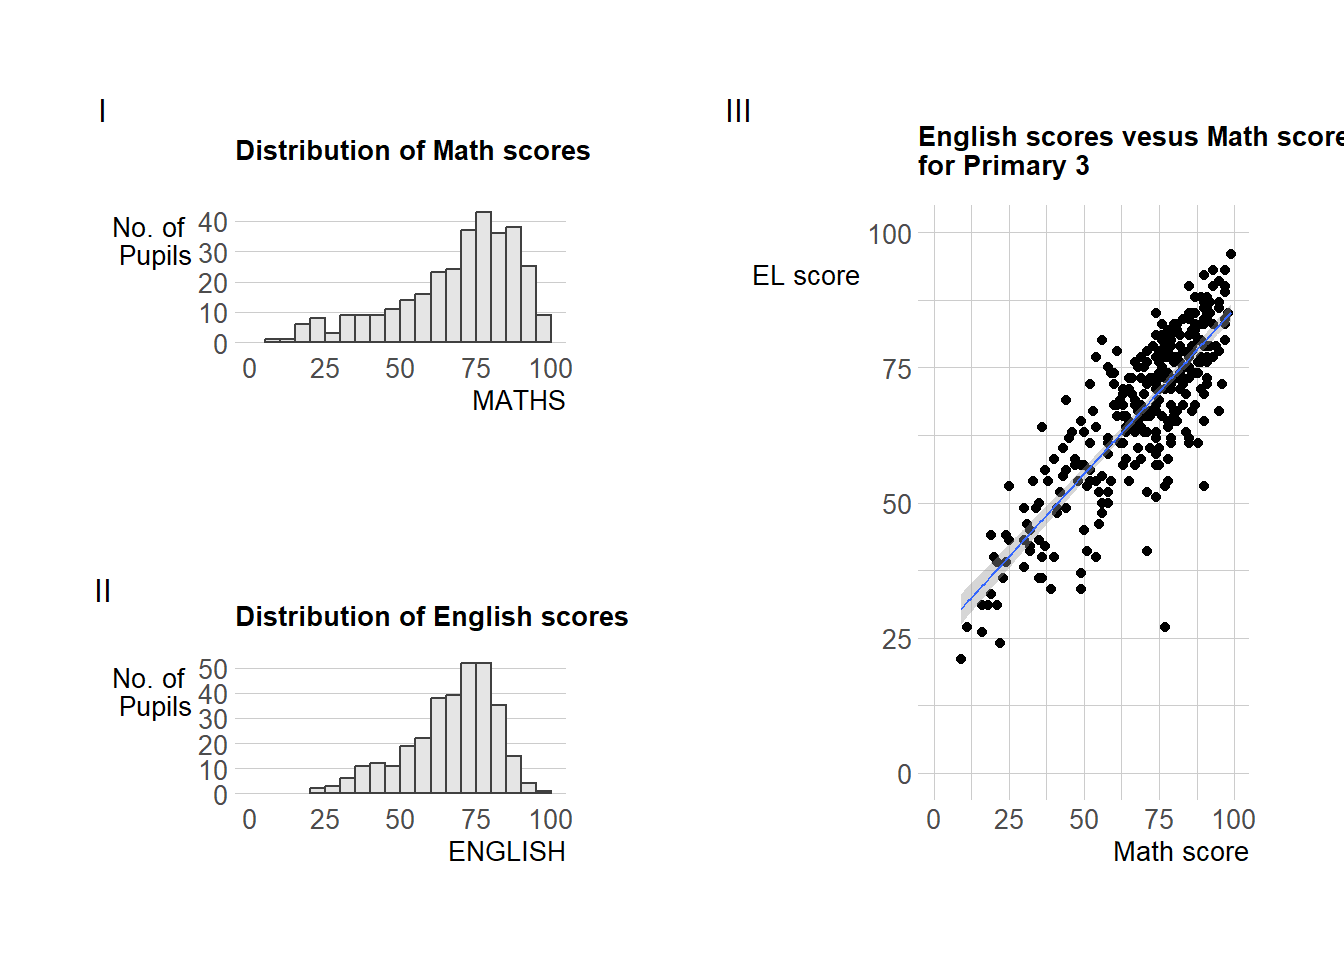 I
Distribution of Math scores
No. of
Pupils
40
30
20
10
0
0 25 50 75 100
MATHS
II
Distribution of English scores
No. of
Pupils
50
40
30
20
10
0
0 25 50 75 100
ENGLISH
III
English scores vesus Math score
for Primary 3
EL score
100
75
50
25
0
0 25 50 75 100
Math score